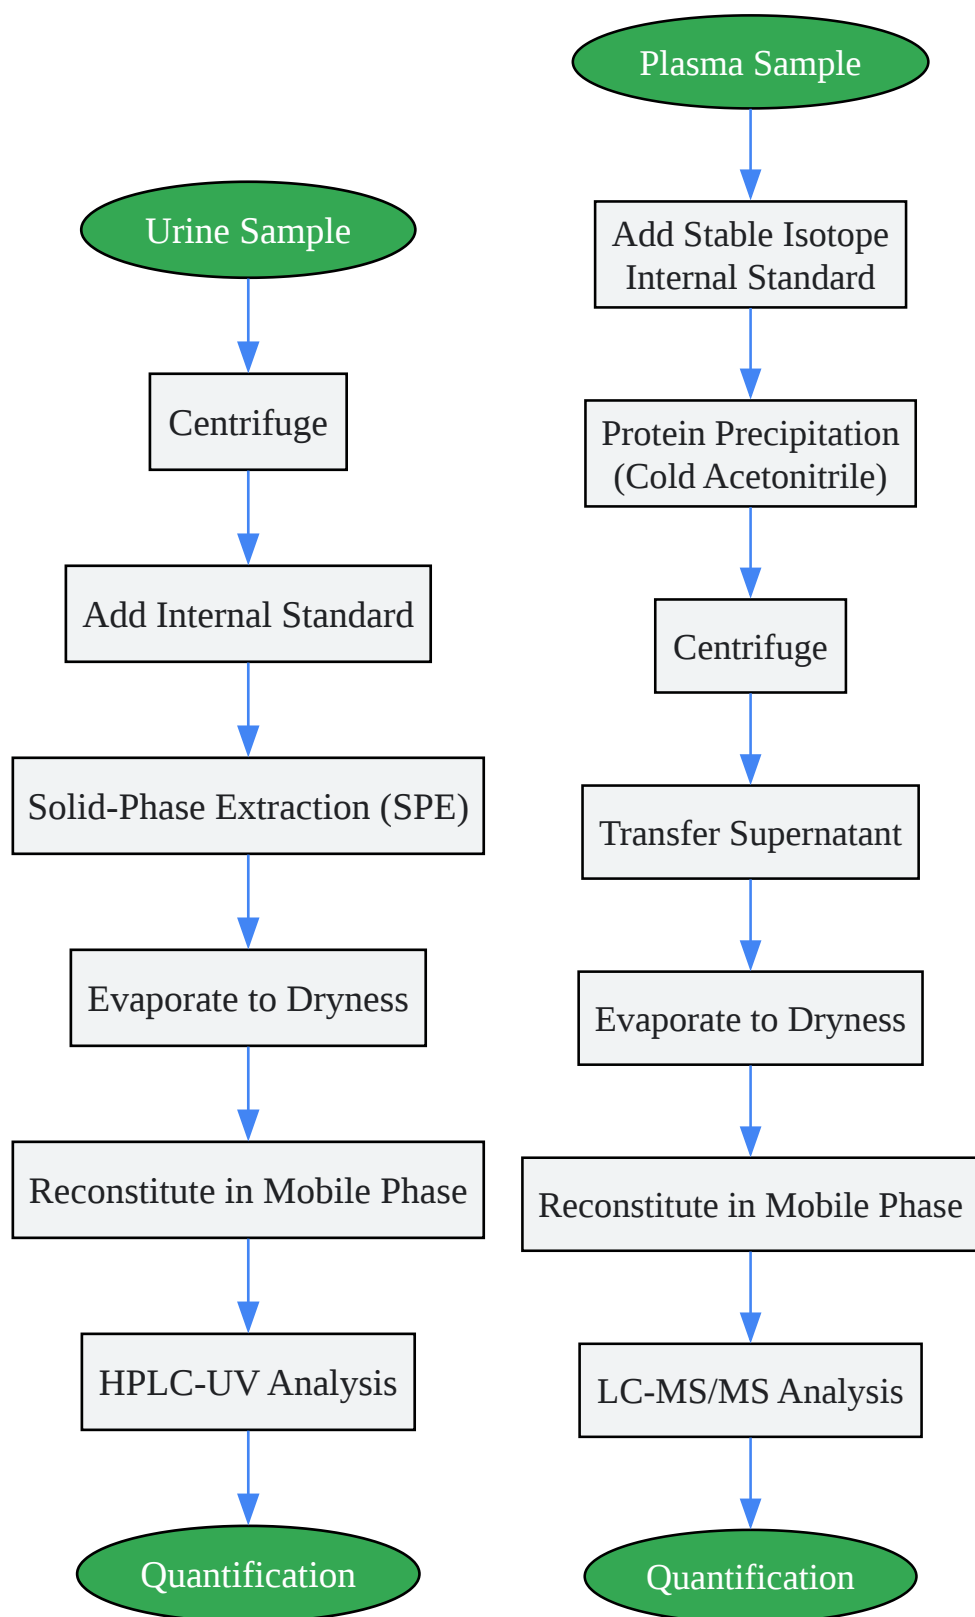 Urine Sample
Centrifuge
Add Internal Standard
Solid-Phase Extraction (SPE)
Evaporate to Dryness
Reconstitute in Mobile Phase
HPLC-UV Analysis
Quantification
Plasma Sample
Add Stable Isotope
Internal Standard
Protein Precipitation
(Cold Acetonitrile)
Centrifuge
Transfer Supernatant
Evaporate to Dryness
Reconstitute in Mobile Phase
LC-MS/MS Analysis
Quantification